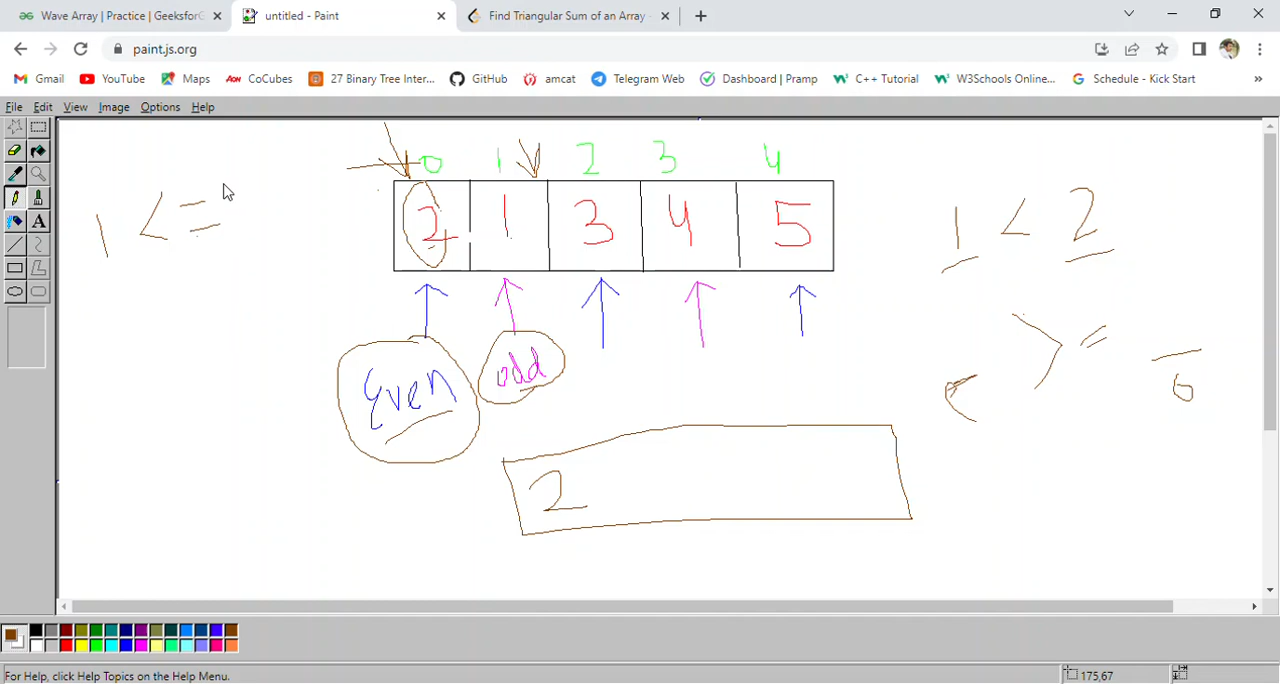 Wave Array | Practice | GeeksforG
untitled - Paint
Find Triangular Sum of an Array -
paint.js.org
Gmail
YouTube
Maps
CoCubes
27 Binary Tree Inter...
GitHub
amcat
Telegram Web
Dashboard | Pramp
C++ Tutorial
W3Schools Online...
Schedule - Kick Start
»
File Edit View Image Options Help
0 1 2 3 4
1 <=
2 1 3 4 5
1 < 2
>=
0
even
odd
2
For Help, click Help Topics on the Help Menu.
175,67